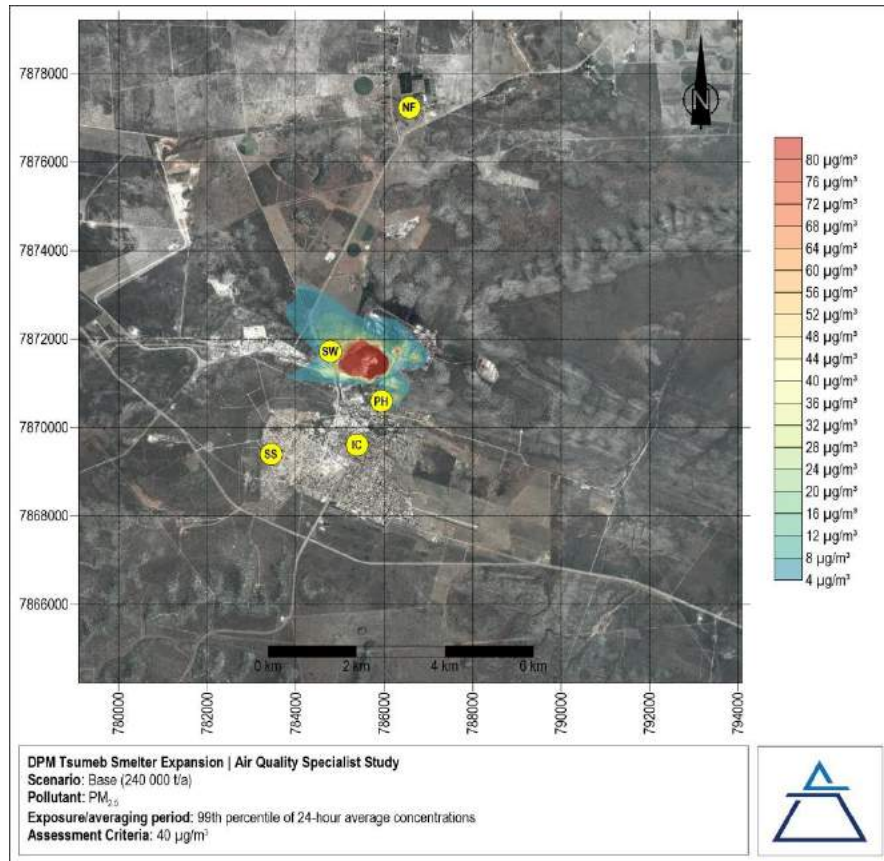 7878000
7876000
7874000
7872000
7870000
7868000
7866000
NF
N
SW
PH
IC
SS
0 km 2 km 4 km 6 km
780000 782000 784000 786000 788000 790000 792000 794000
80 µg/m³
76 µg/m³
72 µg/m³
68 µg/m³
64 µg/m³
60 µg/m³
56 µg/m³
52 µg/m³
48 µg/m³
44 µg/m³
40 µg/m³
36 µg/m³
32 µg/m³
28 µg/m³
24 µg/m³
20 µg/m³
16 µg/m³
12 µg/m³
8 µg/m³
4 µg/m³
DPM Tsumeb Smelter Expansion | Air Quality Specialist Study
Scenario: Base (240 000 t/a)
Pollutant: PM₂.₅
Exposure/averaging period: 99th percentile of 24-hour average concentrations
Assessment Criteria: 40 µg/m³